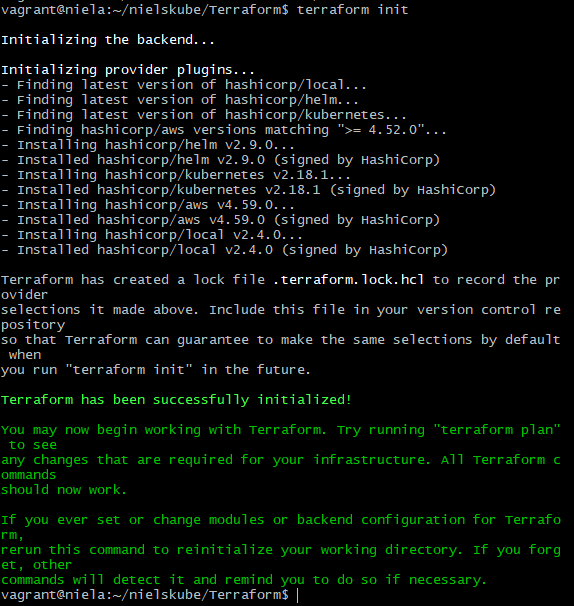 vagrant@niela:~/nielskube/Terraform$ terraform init
Initializing the backend...
Initializing provider plugins...
- Finding latest version of hashicorp/local...
- Finding latest version of hashicorp/helm...
- Finding latest version of hashicorp/kubernetes...
- Finding hashicorp/aws versions matching ">= 4.52.0"...
- Installing hashicorp/helm v2.9.0...
- Installed hashicorp/helm v2.9.0 (signed by HashiCorp)
- Installing hashicorp/kubernetes v2.18.1...
- Installed hashicorp/kubernetes v2.18.1 (signed by HashiCorp)
- Installing hashicorp/aws v4.59.0...
- Installed hashicorp/aws v4.59.0 (signed by HashiCorp)
- Installing hashicorp/local v2.4.0...
- Installed hashicorp/local v2.4.0 (signed by HashiCorp)
Terraform has created a lock file .terraform.lock.hcl to record the pr
ovider
selections it made above. Include this file in your version control re
pository
so that Terraform can guarantee to make the same selections by default
 when
you run "terraform init" in the future.
Terraform has been successfully initialized!
You may now begin working with Terraform. Try running "terraform plan"
 to see
any changes that are required for your infrastructure. All Terraform c
ommands
should now work.
If you ever set or change modules or backend configuration for Terrafo
rm,
rerun this command to reinitialize your working directory. If you forg
et, other
commands will detect it and remind you to do so if necessary.
vagrant@niela:~/nielskube/Terraform$